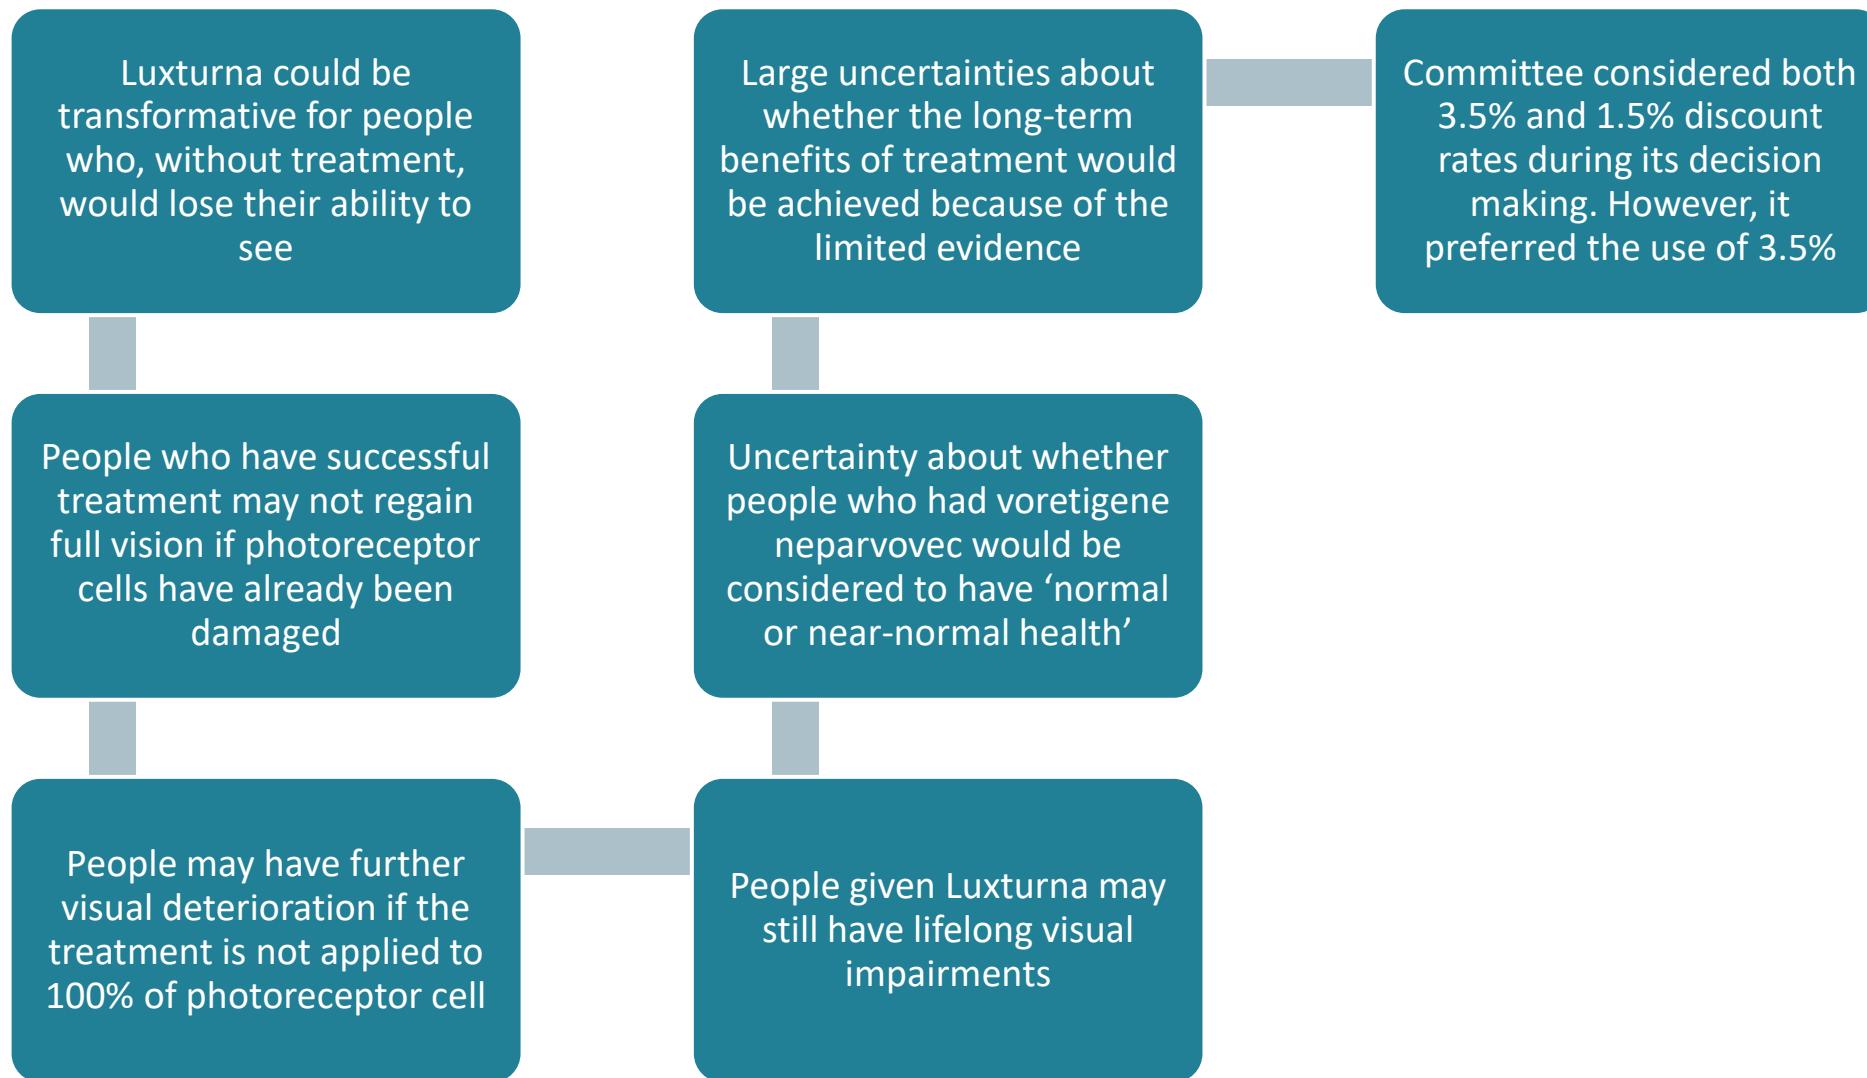 Luxturna could be
transformative for people
who, without treatment,
would lose their ability to
see
People who have successful
treatment may not regain
full vision if photoreceptor
cells have already been
damaged
People may have further
visual deterioration if the
treatment is not applied to
100% of photoreceptor cell
People given Luxturna may
still have lifelong visual
impairments
Uncertainty about whether
people who had voretigene
neparvovec would be
considered to have ‘normal
or near-normal health’
Large uncertainties about
whether the long-term
benefits of treatment would
be achieved because of the
limited evidence
Committee considered both
3.5% and 1.5% discount
rates during its decision
making. However, it
preferred the use of 3.5%